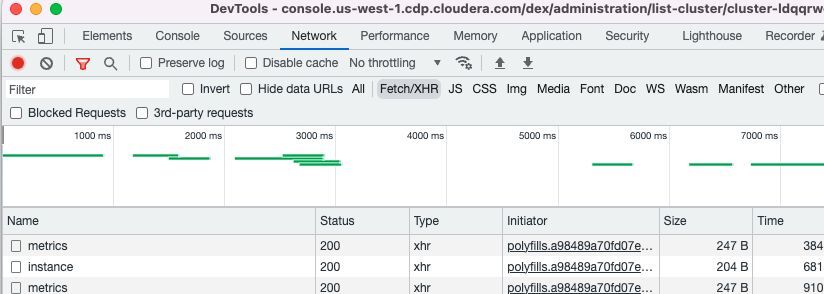 DevTools - console.us-west-1.cdp.cloudera.com/dex/administration/list-cluster/cluster-ldqqrw
Elements Console Sources Network Performance Memory Application Security Lighthouse Recorder
Preserve log Disable cache No throttling
Filter Invert Hide data URLs All Fetch/XHR JS CSS Img Media Font Doc WS Wasm Manifest Other
Blocked Requests 3rd-party requests
1000 ms 2000 ms 3000 ms 4000 ms 5000 ms 6000 ms 7000 ms
Name Status Type Initiator Size Time
metrics 200 xhr polyfills.a98489a70fd07e... 247 B 384
instance 200 xhr polyfills.a98489a70fd07e... 204 B 681
metrics 200 xhr polyfills.a98489a70fd07e... 247 B 910